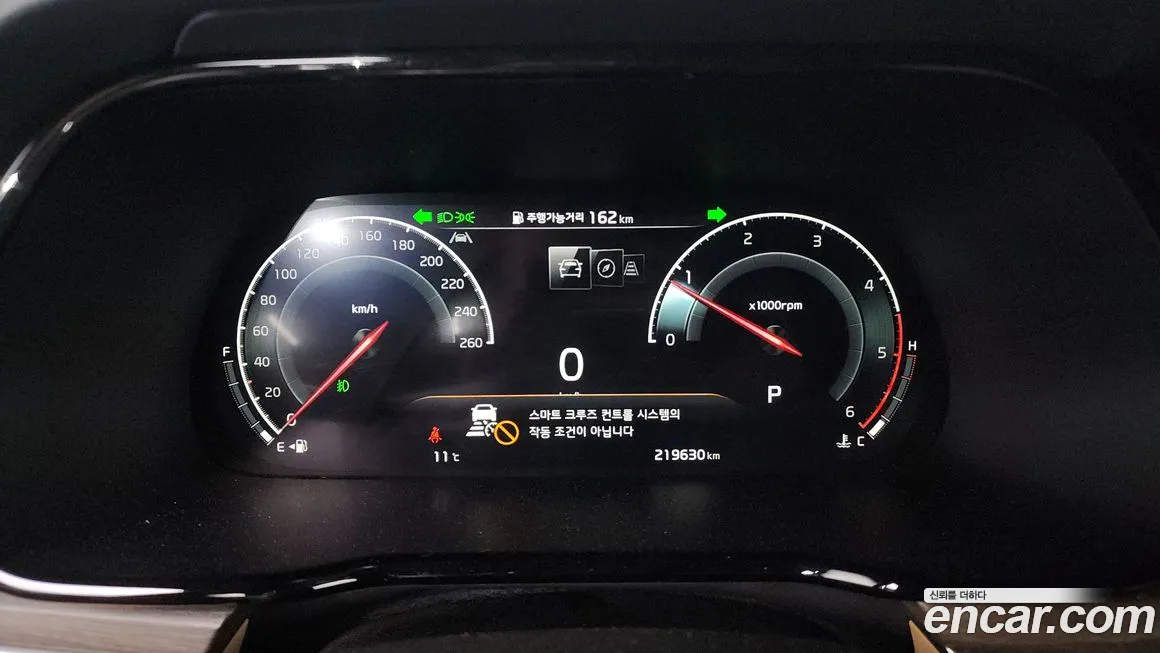 주행가능거리 162 km
0 20 40 60 80 100 120 140 160 180 200 220 240 260
km/h
F
E
0
0 1 2 3 4 5 6
x1000rpm
P
H
C
스마트 크루즈 컨트롤 시스템의
작동 조건이 아닙니다
11 ℃
219630 km
신뢰를 더하다
encar.com